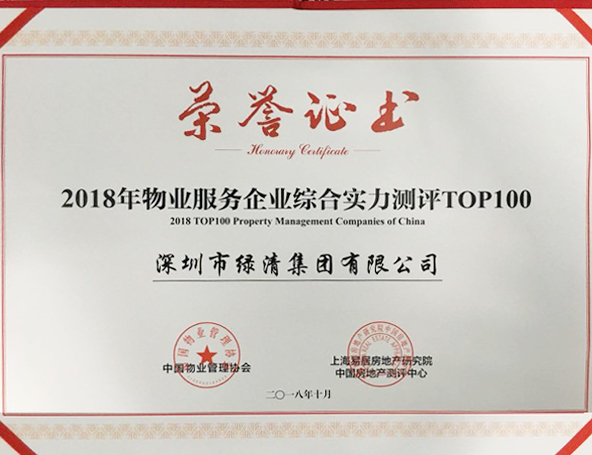 荣誉证书
Honorary Certificate
2018年物业服务企业综合实力测评TOP100
2018 TOP100 Property Management Companies of China
深圳市绿清集团有限公司
中国物业管理协会
上海易居房地产研究院
中国房地产测评中心
二〇一八年十月